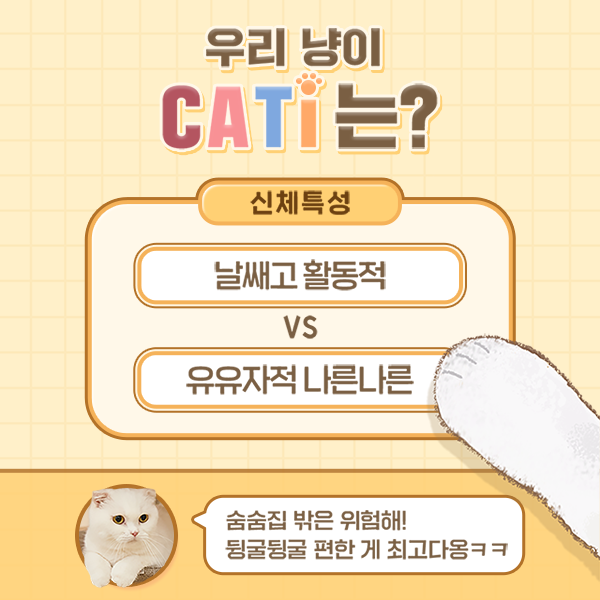 우리 냥이
CATi 는?
신체특성
날쌔고 활동적
VS
유유자적 나른나른
숨숨집 밖은 위험해!
뒹굴뒹굴 편한 게 최고다옹ㅋㅋ